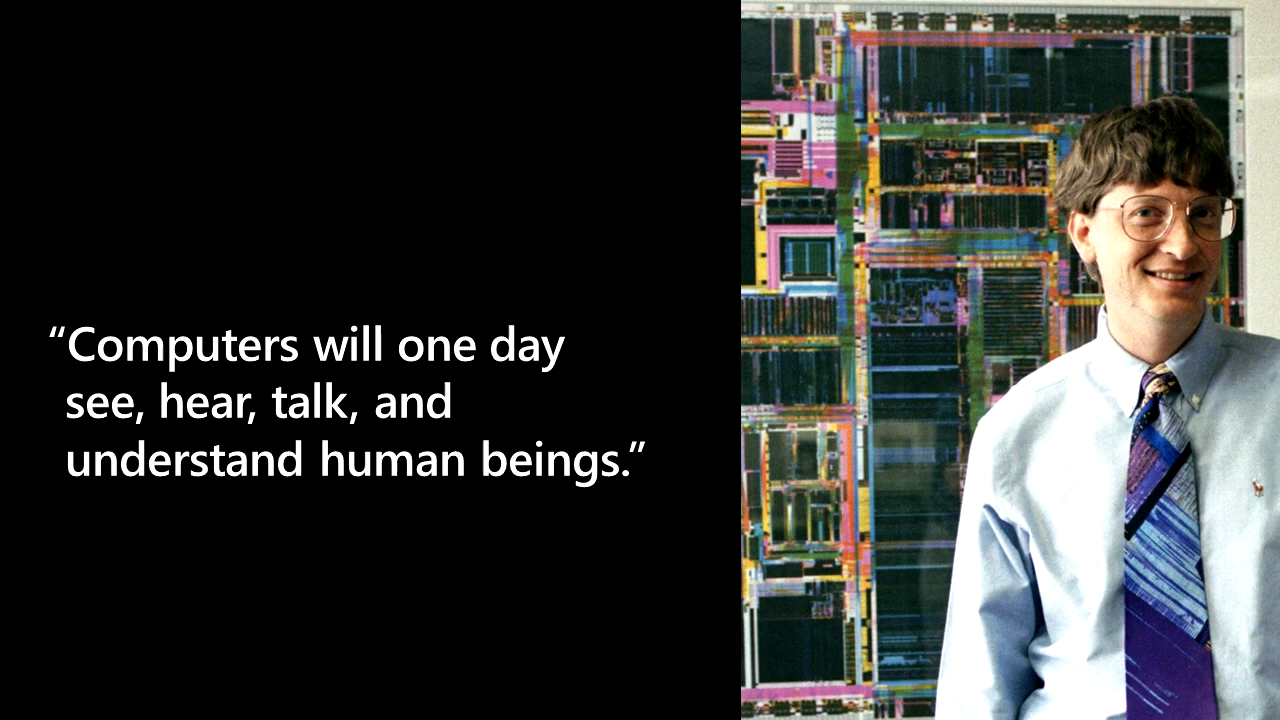 “Computers will one day
see, hear, talk, and
understand human beings.”